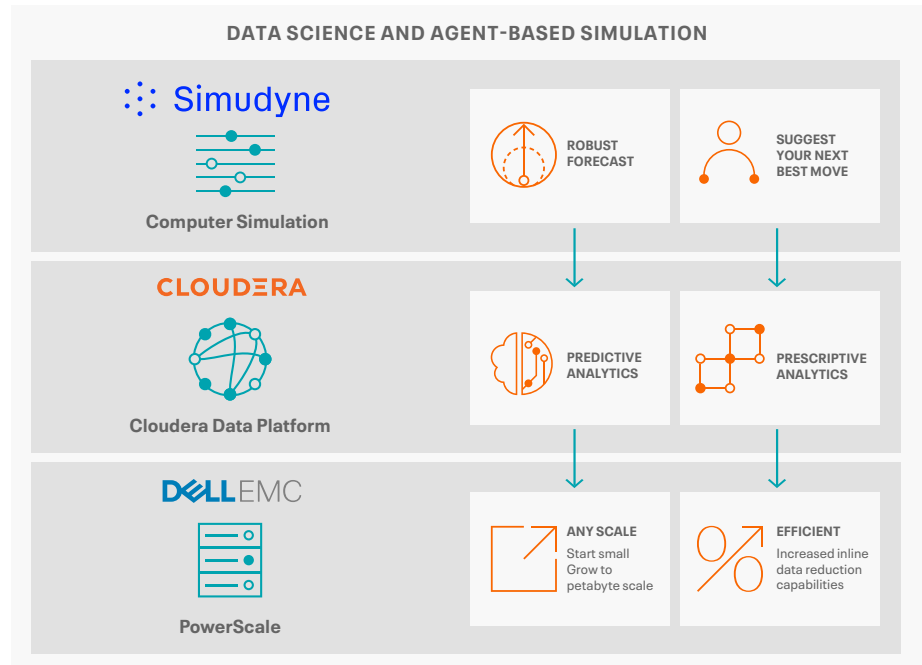 DATA SCIENCE AND AGENT-BASED SIMULATION
Simudyne
Computer Simulation
ROBUST
FORECAST
SUGGEST
YOUR NEXT
BEST MOVE
CLOUDERA
Cloudera Data Platform
PREDICTIVE
ANALYTICS
PRESCRIPTIVE
ANALYTICS
DELLEMC
PowerScale
ANY SCALE
Start small
Grow to
petabyte scale
EFFICIENT
Increased inline
data reduction
capabilities